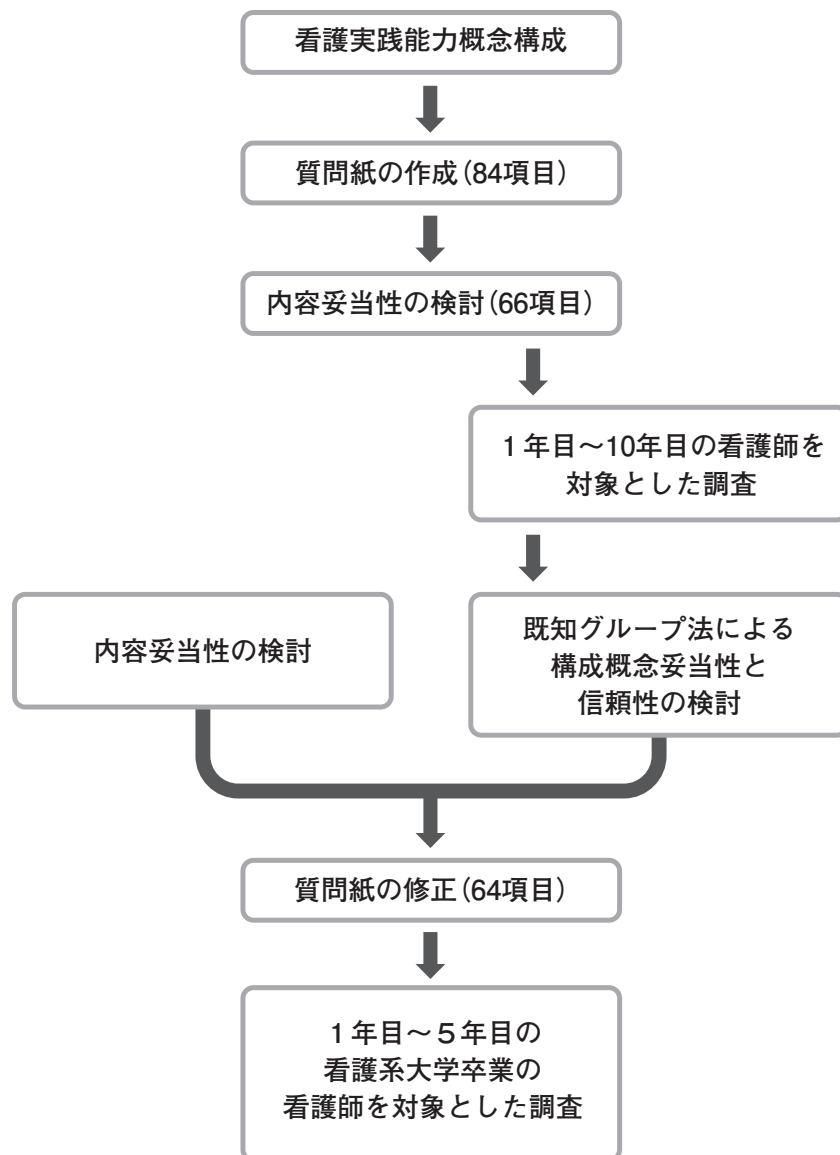 看護実践能力概念構成
質問紙の作成(84項目)
内容妥当性の検討(66項目)
1年目~10年目の看護師を
対象とした調査
内容妥当性の検討
既知グループ法による
構成概念妥当性と
信頼性の検討
質問紙の修正(64項目)
1年目~5年目の
看護系大学卒業の
看護師を対象とした調査